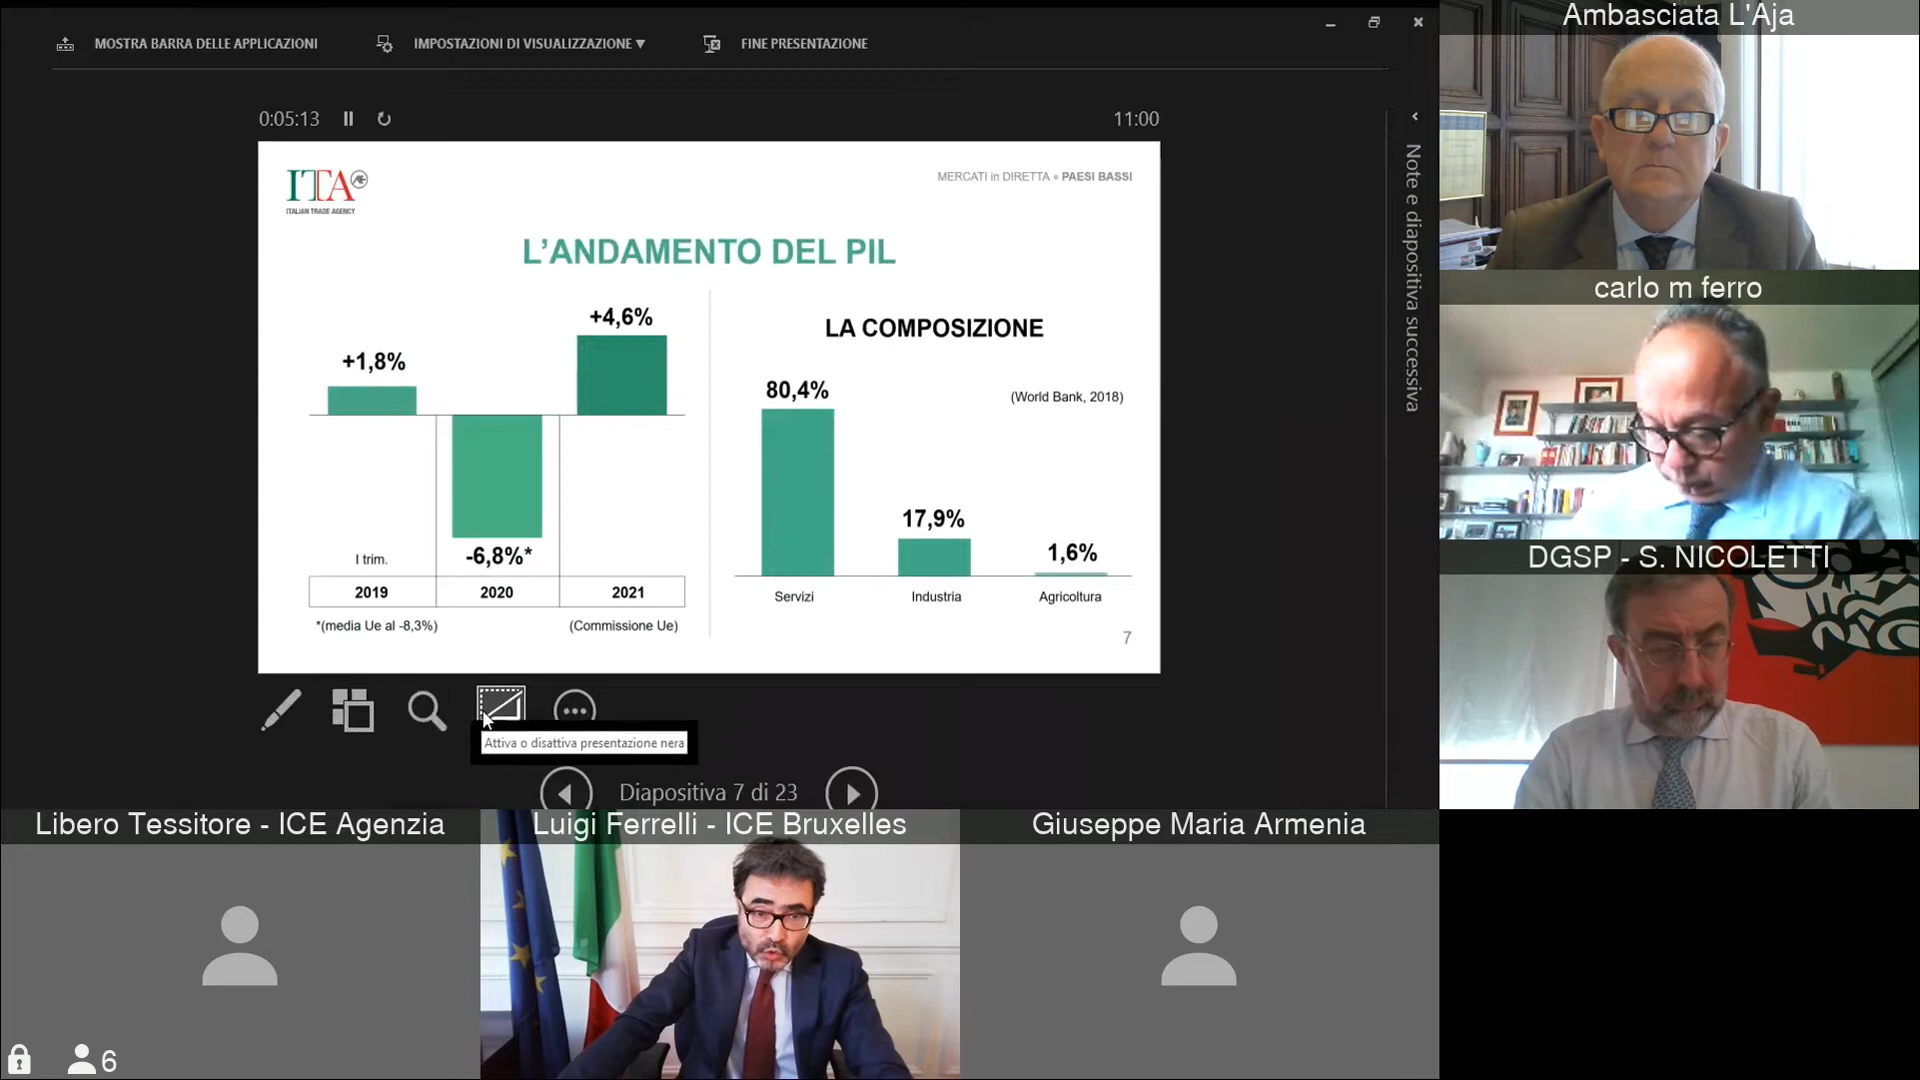 MOSTRA BARRA DELLE APPLICAZIONI
IMPOSTAZIONI DI VISUALIZZAZIONE ▼
FINE PRESENTAZIONE
0:05:13
11:00
Note e diapositiva successiva
ITA
ITALIAN TRADE AGENCY
MERCATI in DIRETTA • PAESI BASSI
L'ANDAMENTO DEL PIL
+1,8%
+4,6%
-6,8%*
I trim.
2019
2020
2021
*(media Ue al -8,3%)
(Commissione Ue)
LA COMPOSIZIONE
(World Bank, 2018)
80,4%
17,9%
1,6%
Servizi
Industria
Agricoltura
7
Attiva o disattiva presentazione nera
Diapositiva 7 di 23
Ambasciata L'Aja
carlo m ferro
DGSP - S. NICOLETTI
Libero Tessitore - ICE Agenzia
Luigi Ferrelli - ICE Bruxelles
Giuseppe Maria Armenia
6